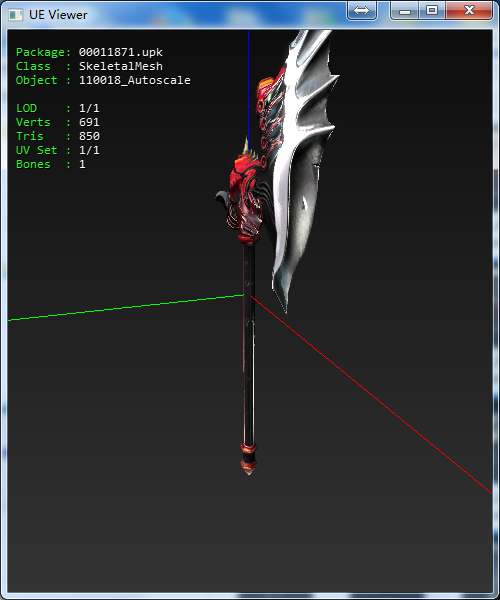 UE Viewer
Package: 00011871.upk
Class  : SkeletalMesh
Object : 110018_Autoscale
LOD    : 1/1
Verts  : 691
Tris   : 850
UV Set : 1/1
Bones  : 1